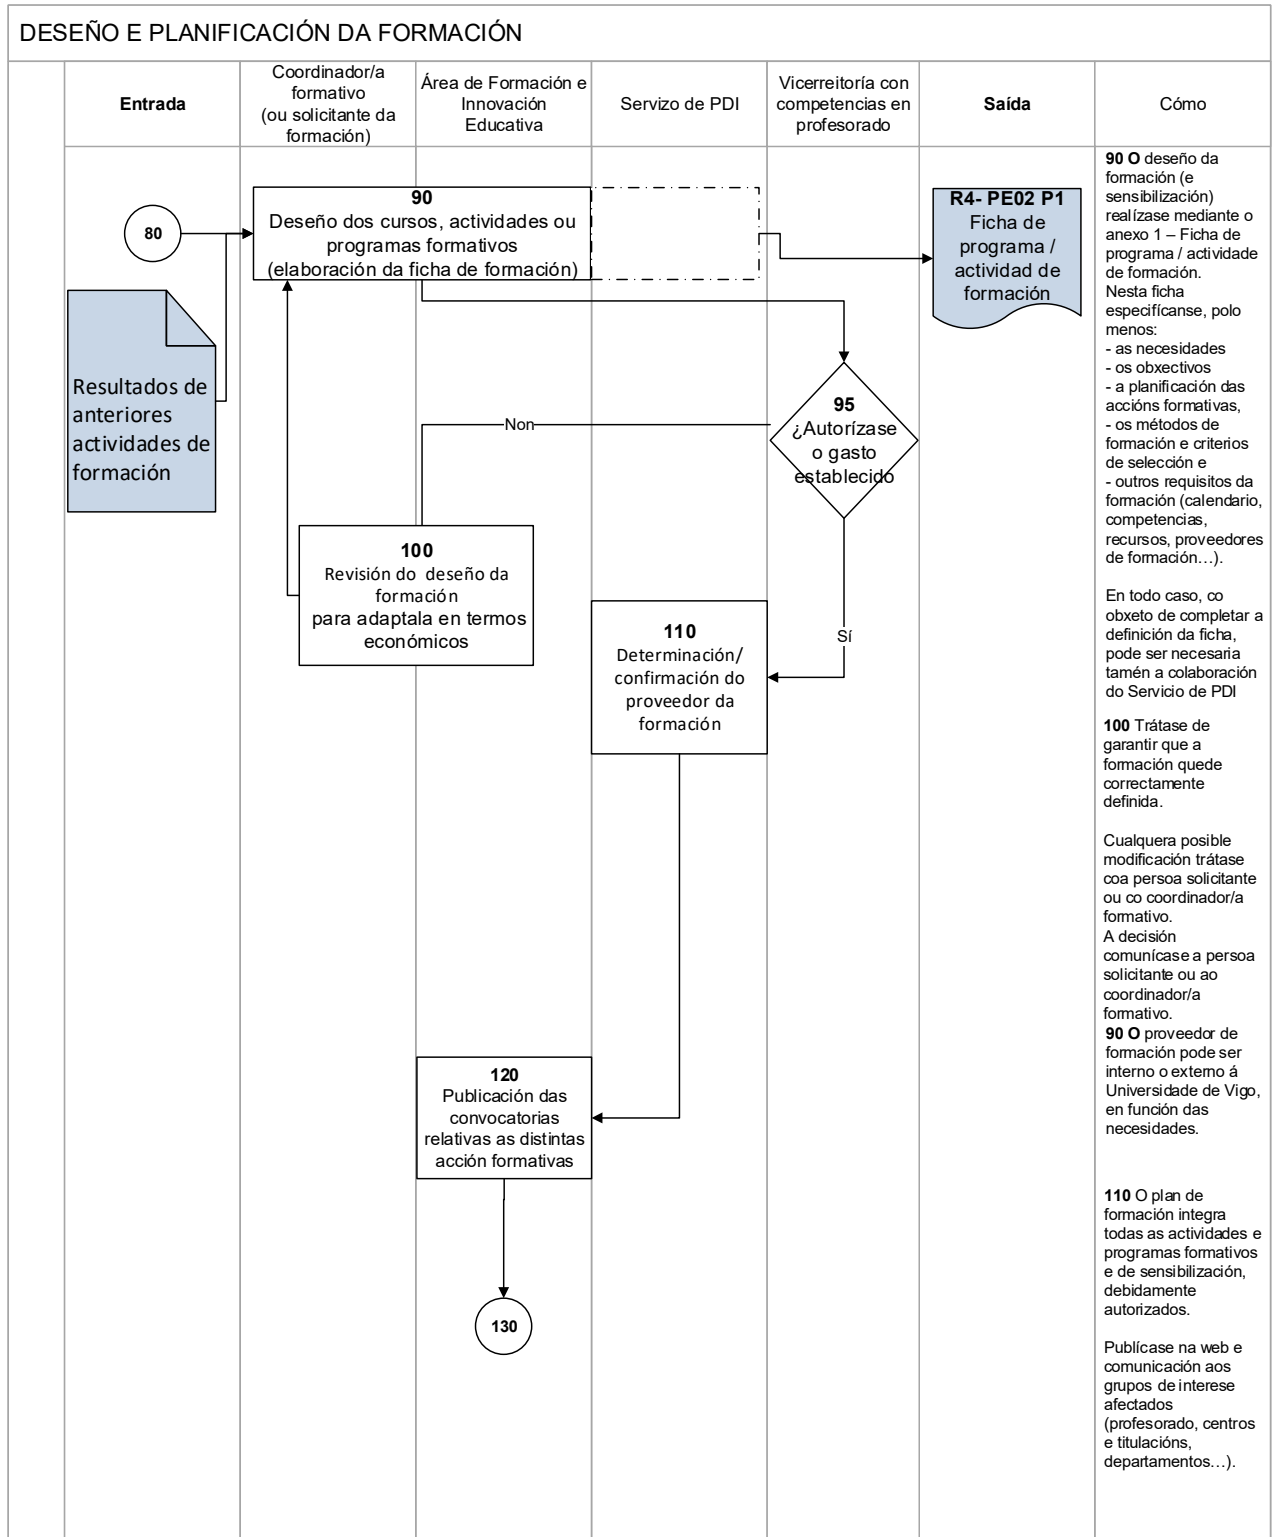 DESEÑO E PLANIFICACIÓN DA FORMACIÓN
Entrada
Coordinador/a
formativo
(ou solicitante da
formación)
Área de Formación e
Innovación
Educativa
Servizo de PDI
Vicerreitoría con
competencias en
profesorado
Saída
Cómo
80
Resultados de
anteriores
actividades de
formación
90
Deseño dos cursos, actividades ou
programas formativos
(elaboración da ficha de formación)
R4- PE02 P1
Ficha de
programa /
actividad de
formación
95
¿Autorízase
o gasto
establecido
Non
Sí
100
Revisión do deseño da
formación
para adaptala en termos
económicos
110
Determinación/
confirmación do
proveedor da
formación
120
Publicación das
convocatorias
relativas as distintas
acción formativas
130
90 O deseño da
formación (e
sensibilización)
realízase mediante o
anexo 1 – Ficha de
programa / actividade
de formación.
Nesta ficha
especifícanse, polo
menos:
- as necesidades
- os obxectivos
- a planificación das
accións formativas,
- os métodos de
formación e criterios
de selección e
- outros requisitos da
formación (calendario,
competencias,
recursos, proveedores
de formación…).
En todo caso, co
obxeto de completar a
definición da ficha,
pode ser necesaria
tamén a colaboración
do Servicio de PDI
100 Trátase de
garantir que a
formación quede
correctamente
definida.
Cualquera posible
modificación trátase
coa persoa solicitante
ou co coordinador/a
formativo.
A decisión
comunícase a persoa
solicitante ou ao
coordinador/a
formativo.
90 O proveedor de
formación pode ser
interno o externo á
Universidade de Vigo,
en función das
necesidades.
110 O plan de
formación integra
todas as actividades e
programas formativos
e de sensibilización,
debidamente
autorizados.
Publícase na web e
comunicación aos
grupos de interese
afectados
(profesorado, centros
e titulacións,
departamentos…).